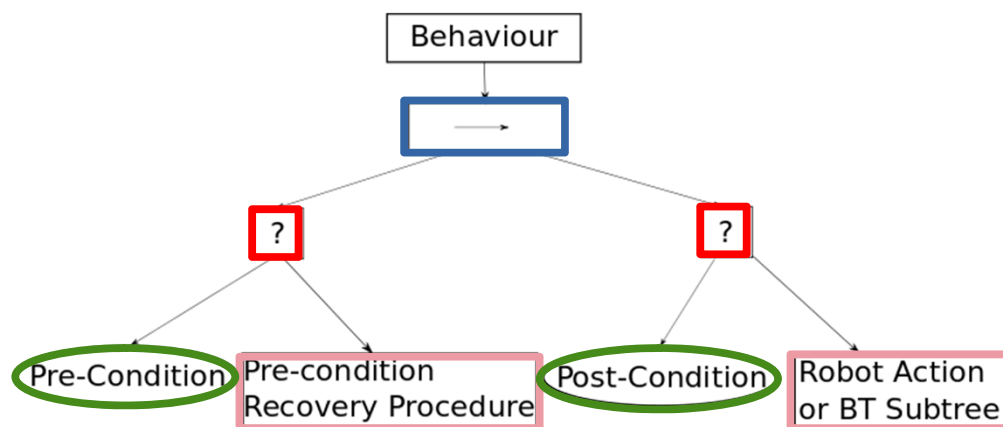 Behaviour
?
?
Pre-Condition
Pre-condition
Recovery Procedure
Post-Condition
Robot Action
or BT Subtree